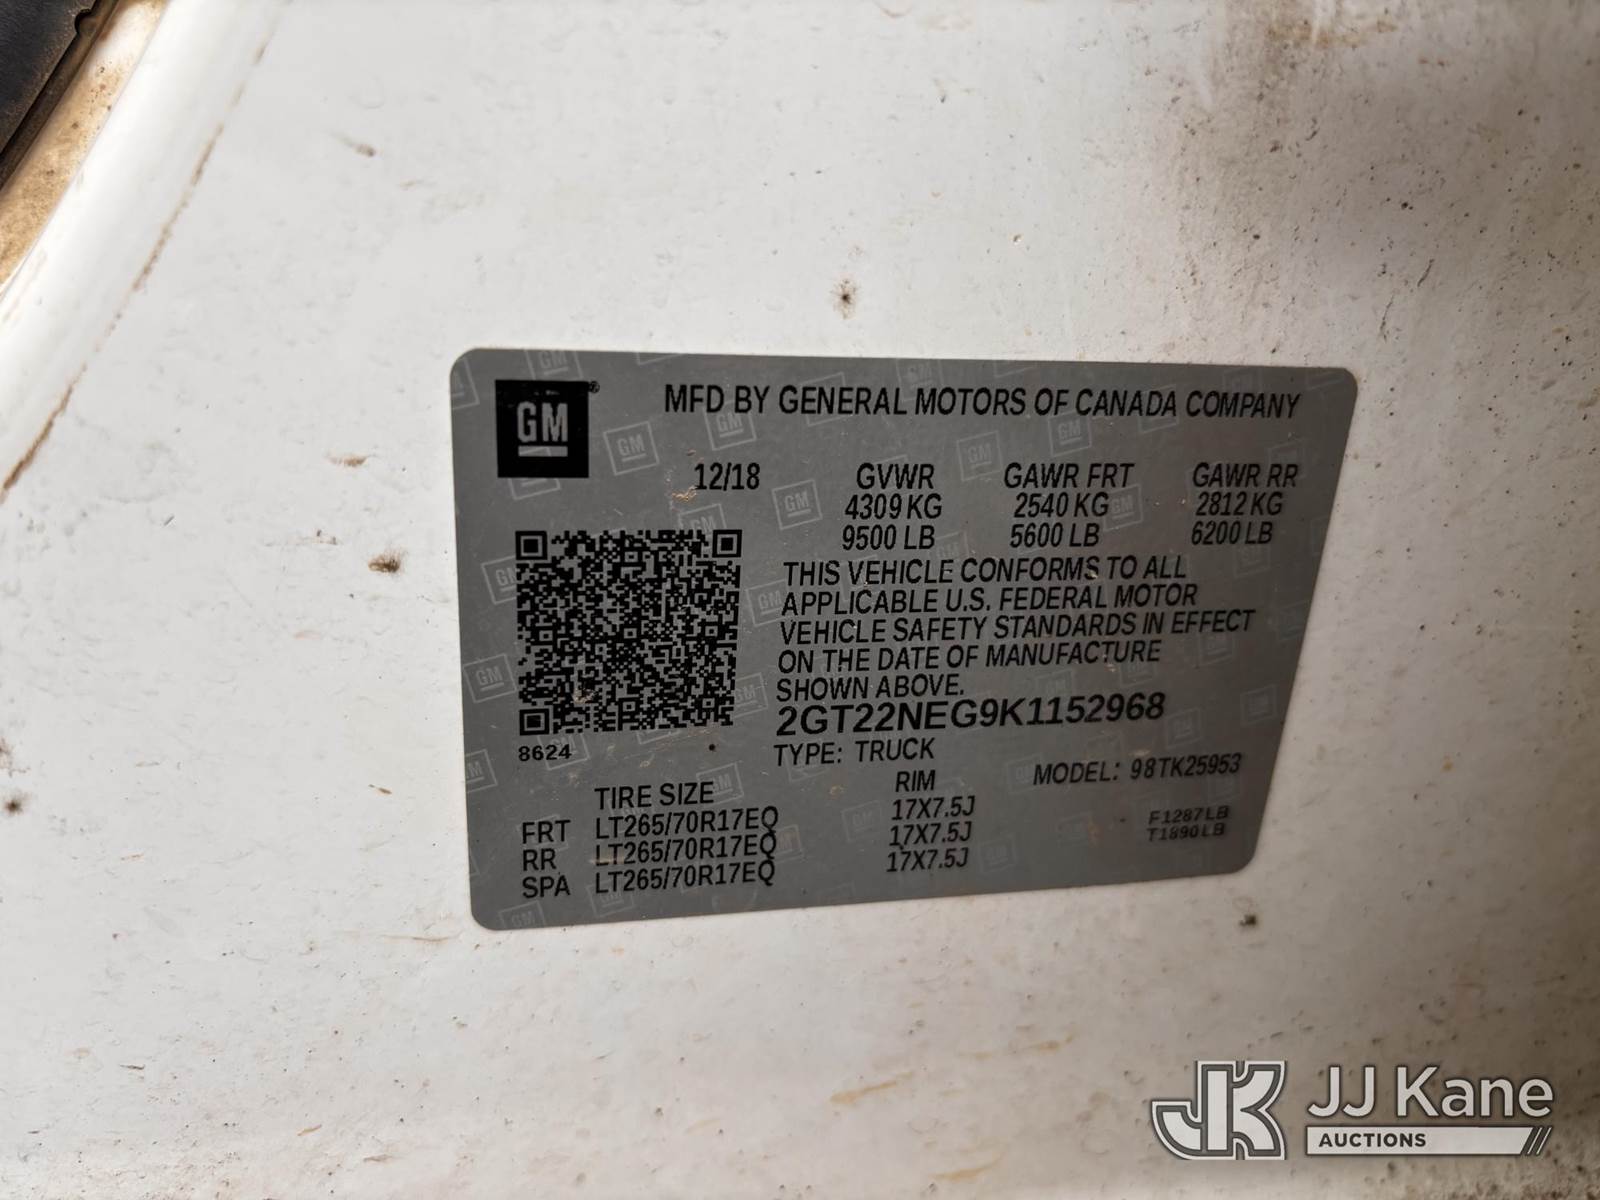 GM
MFD BY GENERAL MOTORS OF CANADA COMPANY
12/18 GVWR GAWR FRT GAWR RR
4309 KG 2540 KG 2812 KG
9500 LB 5600 LB 6200 LB
THIS VEHICLE CONFORMS TO ALL
APPLICABLE U.S. FEDERAL MOTOR
VEHICLE SAFETY STANDARDS IN EFFECT
ON THE DATE OF MANUFACTURE
SHOWN ABOVE.
2GT22NEG9K1152968
8624
TYPE: TRUCK
MODEL: 98TK25953
TIRE SIZE RIM
FRT LT265/70R17EQ 17X7.5J
RR LT265/70R17EQ 17X7.5J
SPA LT265/70R17EQ 17X7.5J
F1287LB
T1890LB
JK JJ Kane
AUCTIONS